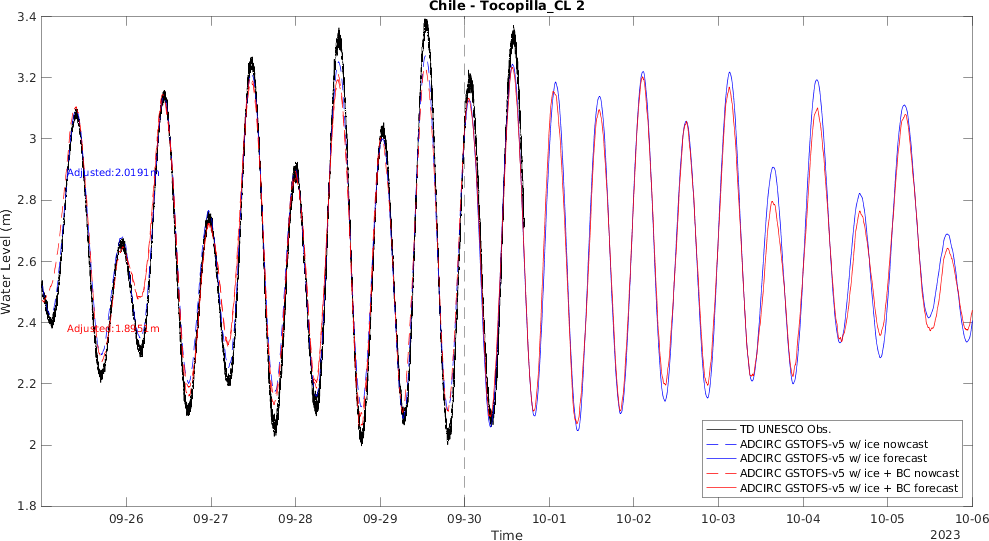 Chile - Tocopilla_CL 2
3.4
3.2
3
2.8
2.6
2.4
2.2
2
1.8
Water Level (m)
Adjusted:2.0191m
Adjusted:1.8951m
TD UNESCO Obs.
ADCIRC GSTOFS-v5 w/ ice nowcast
ADCIRC GSTOFS-v5 w/ ice forecast
ADCIRC GSTOFS-v5 w/ ice + BC nowcast
ADCIRC GSTOFS-v5 w/ ice + BC forecast
09-26 09-27 09-28 09-29 09-30 10-01 10-02 10-03 10-04 10-05 10-06
Time
2023